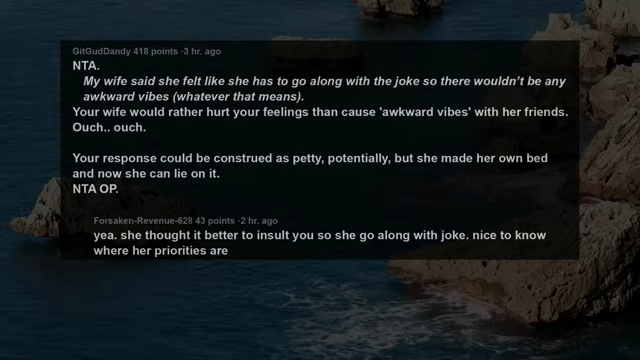 GitGudDandy 418 points ·3 hr. ago
NTA.
My wife said she felt like she has to go along with the joke so there wouldn't be any
awkward vibes (whatever that means).
Your wife would rather hurt your feelings than cause 'awkward vibes' with her friends.
Ouch.. ouch.
Your response could be construed as petty, potentially, but she made her own bed
and now she can lie on it.
NTA OP.
Forsaken-Revenue-628 43 points ·2 hr. ago
yea. she thought it better to insult you so she go along with joke. nice to know
where her priorities are